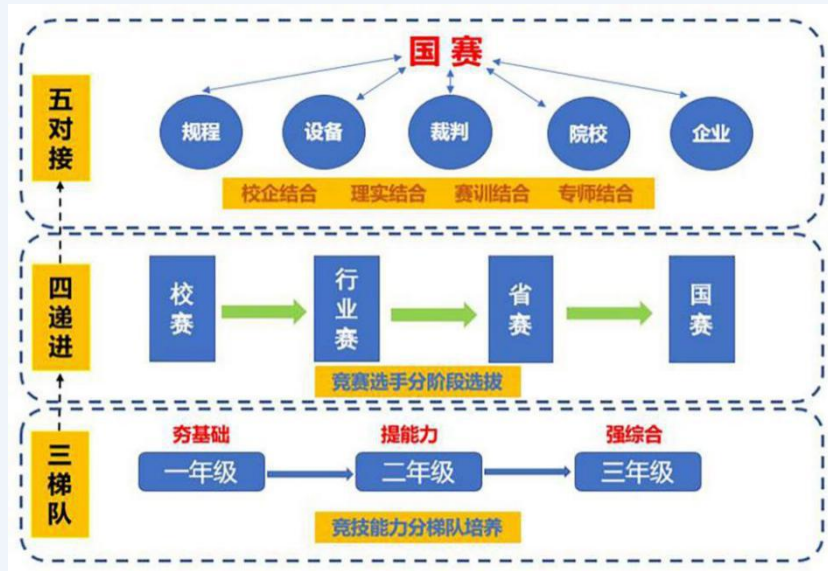 国 赛
五对接
规程 设备 裁判 院校 企业
校企结合 理实结合 赛训结合 专师结合
四递进
校赛 行业赛 省赛 国赛
竞赛选手分阶段选拔
三梯队
夯基础 提能力 强综合
一年级 二年级 三年级
竞技能力分梯队培养